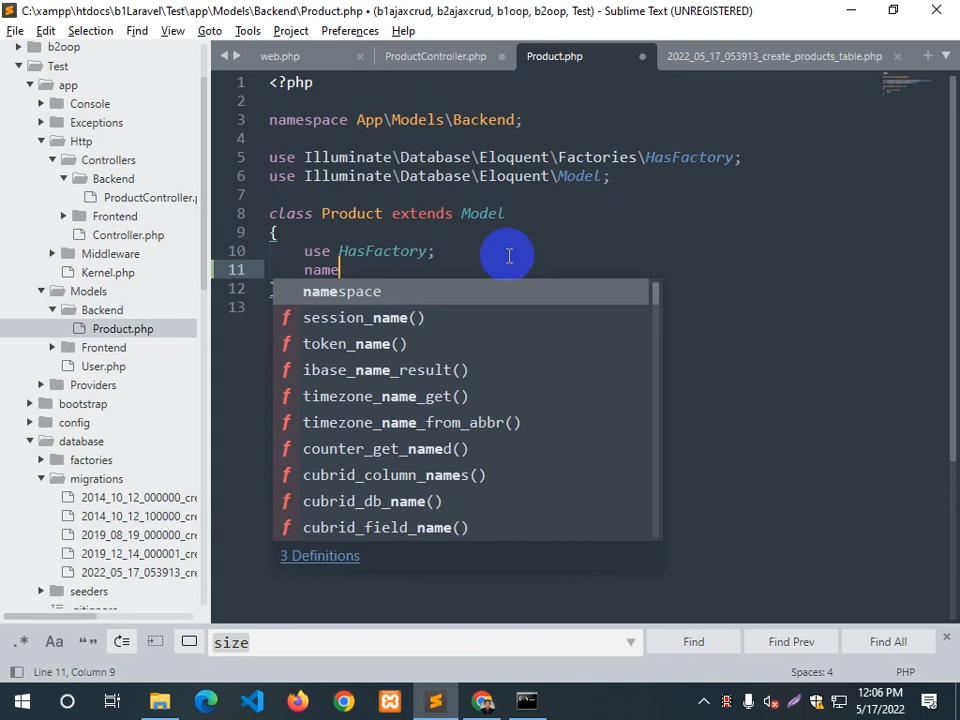 C:\xampp\htdocs\b1Laravel\Test\app\Models\Backend\Product.php • (b1ajaxcrud, b2ajaxcrud, b1oop, b2oop, Test) - Sublime Text (UNREGISTERED)
File Edit Selection Find View Goto Tools Project Preferences Help
b2oop
Test
app
Console
Exceptions
Http
Controllers
Backend
ProductController.p
Frontend
Controller.php
Middleware
Kernel.php
Models
Backend
Product.php
Frontend
User.php
Providers
bootstrap
config
database
factories
migrations
2014_10_12_000000_cre
2014_10_12_100000_cre
2019_08_19_000000_cre
2019_12_14_000001_cre
2022_05_17_053913_cre
seeders
.gitignore
web.php ProductController.php Product.php 2022_05_17_053913_create_products_table.php
1 <?php
2
3 namespace App\Models\Backend;
4
5 use Illuminate\Database\Eloquent\Factories\HasFactory;
6 use Illuminate\Database\Eloquent\Model;
7
8 class Product extends Model
9 {
10 use HasFactory;
11 name
12 }
13
namespace
f session_name()
f token_name()
f ibase_name_result()
f timezone_name_get()
f timezone_name_from_abbr()
f counter_get_named()
f cubrid_column_names()
f cubrid_db_name()
f cubrid_field_name()
3 Definitions
.* Aa “” size Find Find Prev Find All
Line 11, Column 9 Spaces: 4 PHP
12:06 PM
5/17/2022